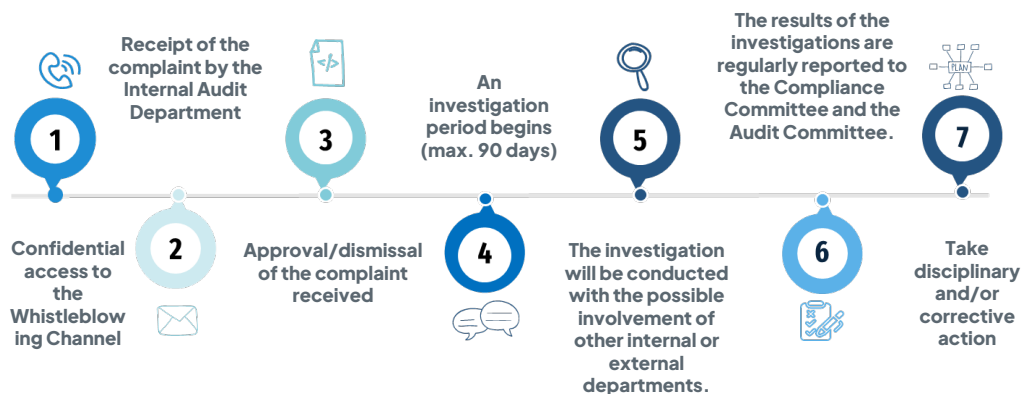 1
Confidential
access to
the
Whistleblow
ing Channel
Receipt of the
complaint by the
Internal Audit
Department
2
</>
3
Approval/dismissal
of the complaint
received
An
investigation
period begins
(max. 90 days)
4
5
The investigation
will be conducted
with the possible
involvement of
other internal or
external
departments.
The results of the
investigations are
regularly reported to
the Compliance
Committee and the
Audit Committee.
6
PLAN
7
Take
disciplinary
and/or
corrective
action